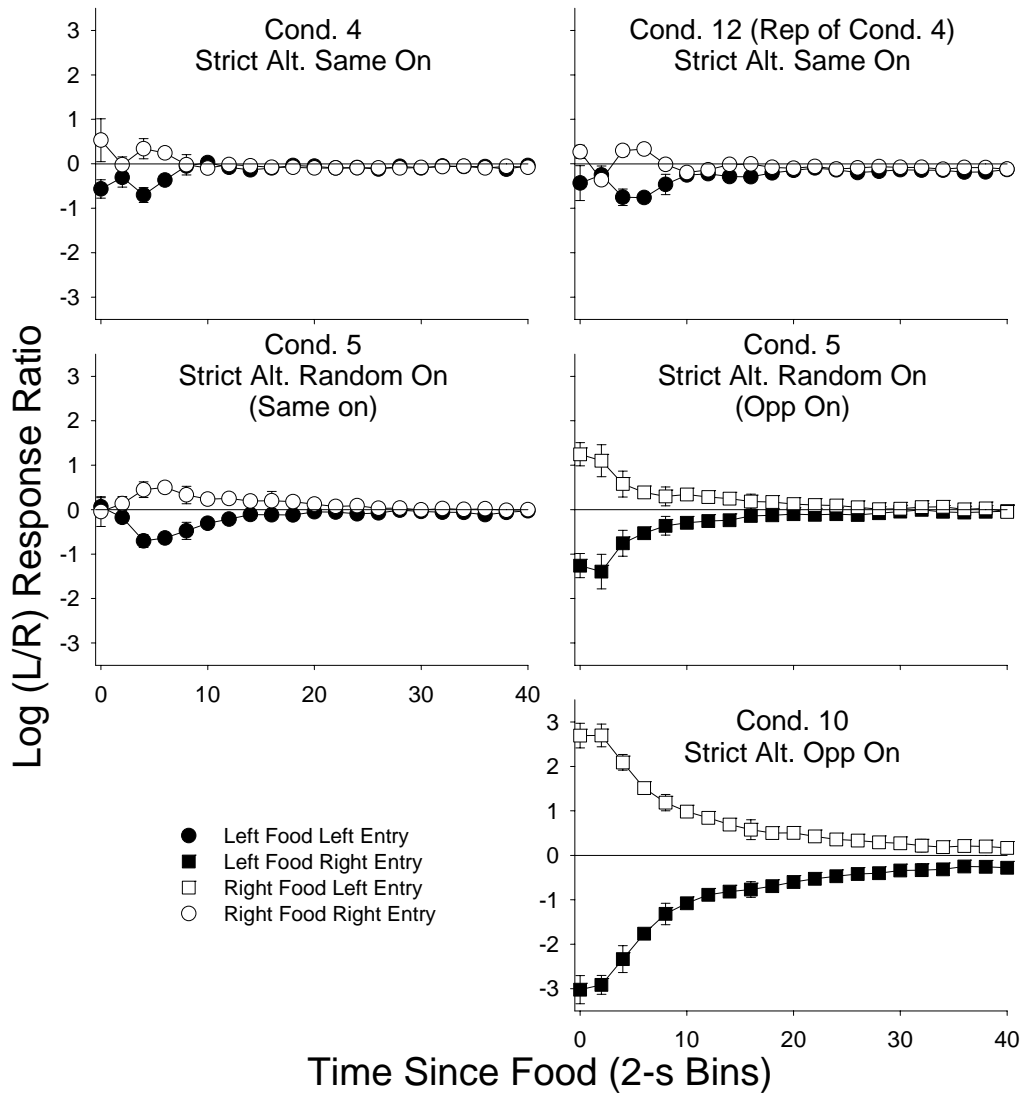 Cond. 4
Strict Alt. Same On
3
2
1
0
-1
-2
-3
Cond. 12 (Rep of Cond. 4)
Strict Alt. Same On
Cond. 5
Strict Alt. Random On
(Same on)
3
2
1
0
-1
-2
-3
0
10
20
30
40
Cond. 5
Strict Alt. Random On
(Opp On)
Cond. 10
Strict Alt. Opp On
3
2
1
0
-1
-2
-3
0
10
20
30
40
Left Food Left Entry
Left Food Right Entry
Right Food Left Entry
Right Food Right Entry
Log (L/R) Response Ratio
Time Since Food (2-s Bins)